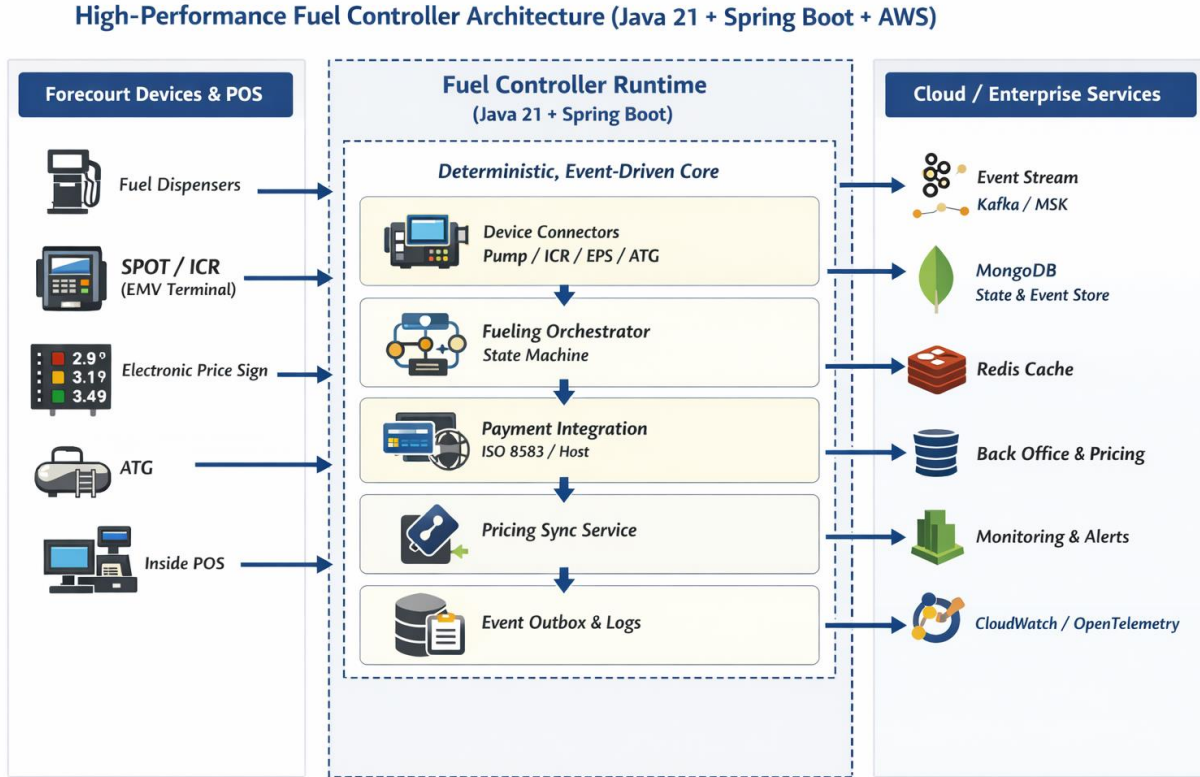 High-Performance Fuel Controller Architecture (Java 21 + Spring Boot + AWS)
Forecourt Devices & POS
Fuel Dispensers
SPOT / ICR
(EMV Terminal)
2.9⁰
3.19
3.49
Electronic Price Sign
ATG
Inside POS
Fuel Controller Runtime
(Java 21 + Spring Boot)
Deterministic, Event-Driven Core
Device Connectors
Pump / ICR / EPS / ATG
Fueling Orchestrator
State Machine
Payment Integration
ISO 8583 / Host
Pricing Sync Service
Event Outbox & Logs
Cloud / Enterprise Services
Event Stream
Kafka / MSK
MongoDB
State & Event Store
Redis Cache
Back Office & Pricing
Monitoring & Alerts
CloudWatch / OpenTelemetry